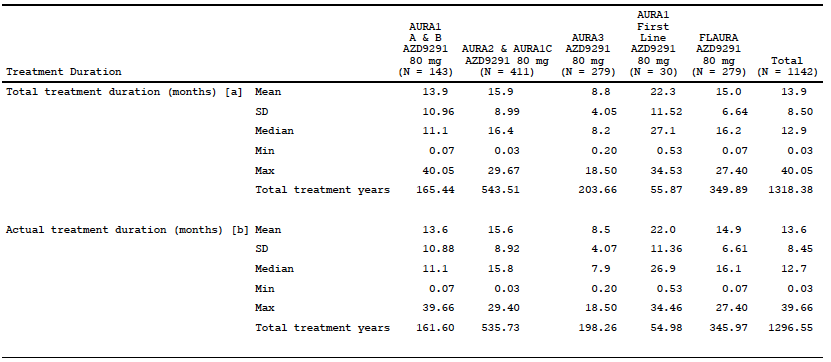 AURA1
AURA1 First
A & B AURA3 Line FLAURA
AZD9291 AURA2 & AURA1C AZD9291 AZD9291 AZD9291
80 mg AZD9291 80 mg 80 mg 80 mg 80 mg Total
Treatment Duration (N = 143) (N = 411) (N = 279) (N = 30) (N = 279) (N = 1142)
Total treatment duration (months) [a] Mean 13.9 15.9 8.8 22.3 15.0 13.9
SD 10.96 8.99 4.05 11.52 6.64 8.50
Median 11.1 16.4 8.2 27.1 16.2 12.9
Min 0.07 0.03 0.20 0.53 0.07 0.03
Max 40.05 29.67 18.50 34.53 27.40 40.05
Total treatment years 165.44 543.51 203.66 55.87 349.89 1318.38
Actual treatment duration (months) [b] Mean 13.6 15.6 8.5 22.0 14.9 13.6
SD 10.88 8.92 4.07 11.36 6.61 8.45
Median 11.1 15.8 7.9 26.9 16.1 12.7
Min 0.07 0.03 0.20 0.53 0.07 0.03
Max 39.66 29.40 18.50 34.46 27.40 39.66
Total treatment years 161.60 535.73 198.26 54.98 345.97 1296.55